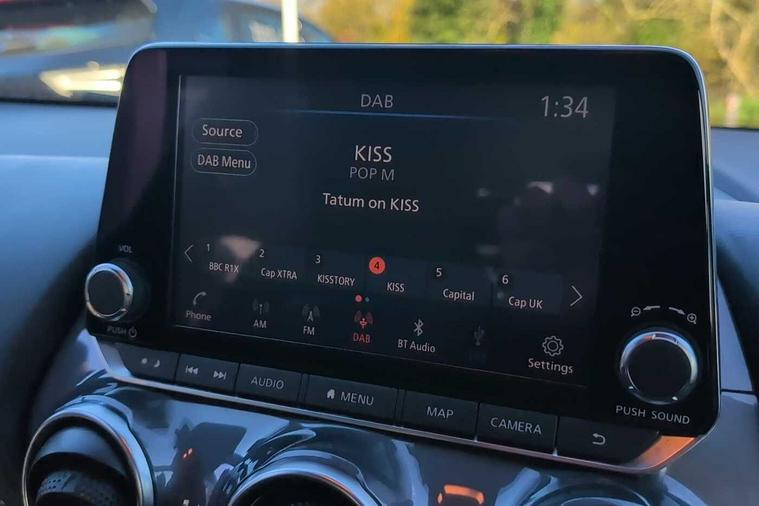 DAB
1:34
Source
DAB Menu
KISS
POP M
Tatum on KISS
1
BBC R1X
2
Cap XTRA
3
KISSTORY
4
KISS
5
Capital
6
Cap UK
Phone
AM
FM
DAB
BT Audio
Settings
VOL
PUSH
AUDIO
MENU
MAP
CAMERA
PUSH SOUND